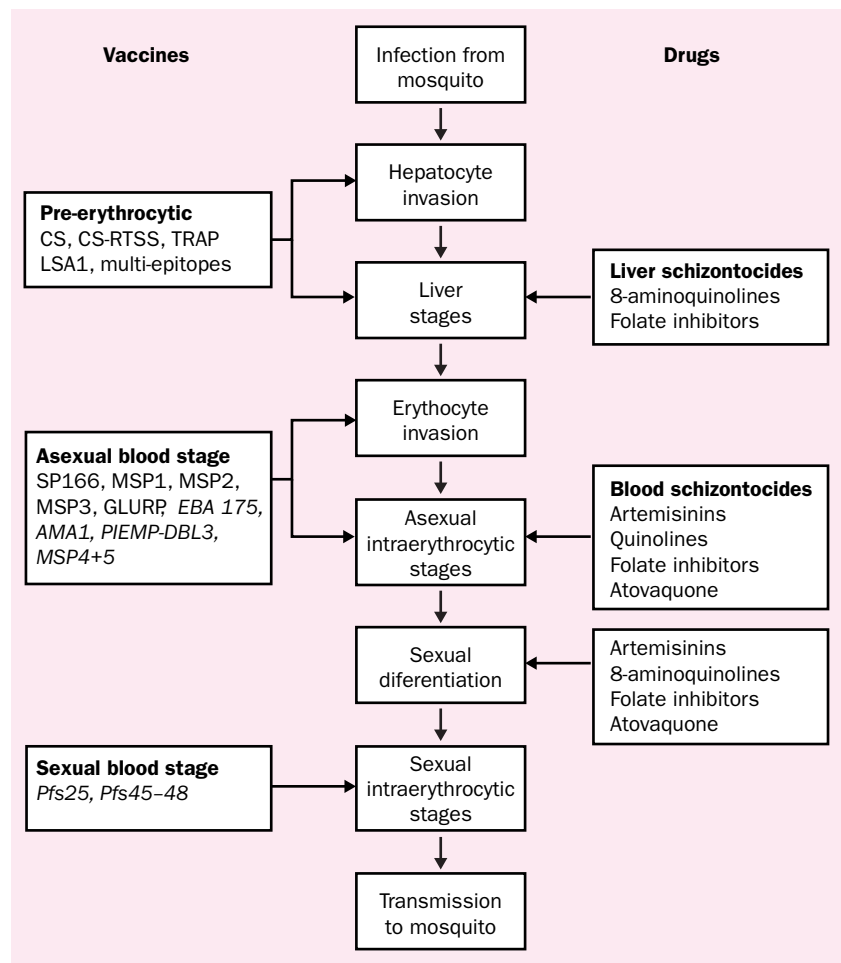 Vaccines
Drugs
Infection from
mosquito
Hepatocyte
invasion
Pre-erythrocytic
CS, CS-RTSS, TRAP
LSA1, multi-epitopes
Liver
stages
Liver schizontocides
8-aminoquinolines
Folate inhibitors
Erythocyte
invasion
Asexual blood stage
SP166, MSP1, MSP2,
MSP3, GLURP, EBA 175,
AMA1, PIEMP-DBL3,
MSP4+5
Asexual
intraerythrocytic
stages
Blood schizontocides
Artemisinins
Quinolines
Folate inhibitors
Atovaquone
Sexual
diferentiation
Artemisinins
8-aminoquinolines
Folate inhibitors
Atovaquone
Sexual blood stage
Pfs25, Pfs45–48
Sexual
intraerythrocytic
stages
Transmission
to mosquito